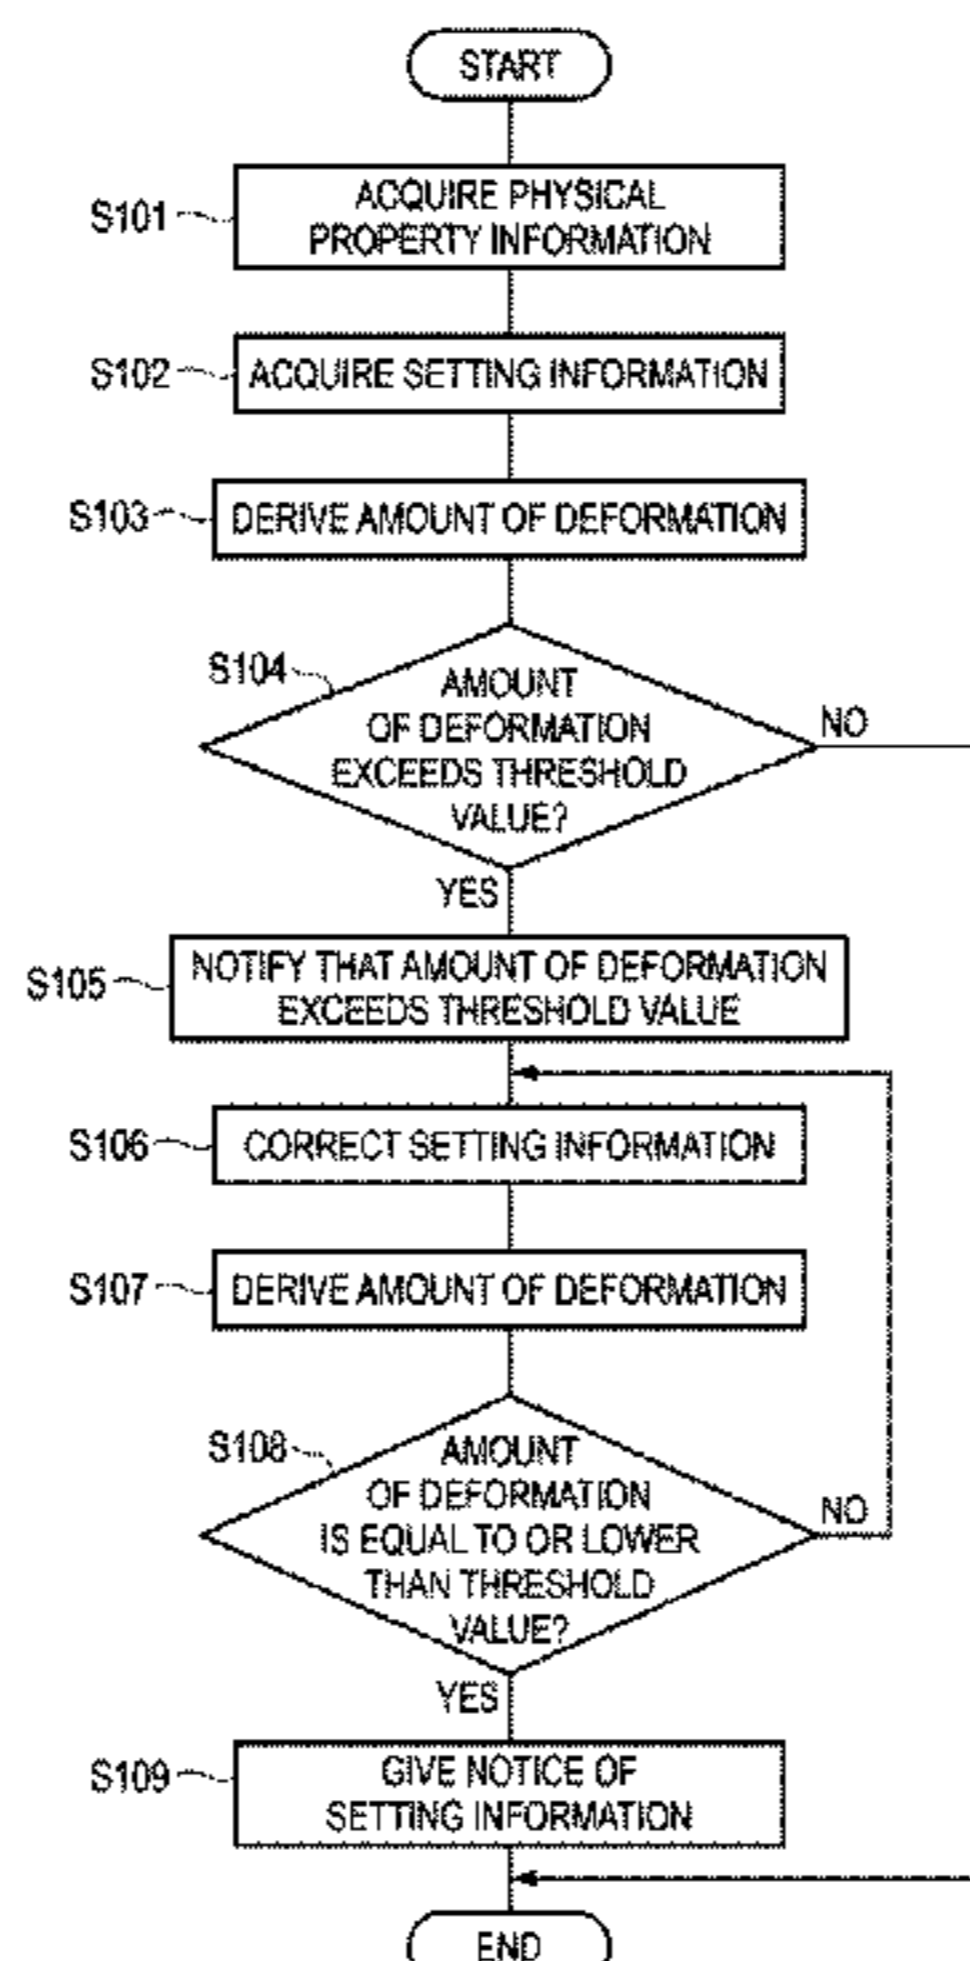 START
S101
ACQUIRE PHYSICAL
PROPERTY INFORMATION
S102
ACQUIRE SETTING INFORMATION
S103
DERIVE AMOUNT OF DEFORMATION
S104
AMOUNT
OF DEFORMATION
EXCEEDS THRESHOLD
VALUE?
NO
YES
S105
NOTIFY THAT AMOUNT OF DEFORMATION
EXCEEDS THRESHOLD VALUE
S106
CORRECT SETTING INFORMATION
S107
DERIVE AMOUNT OF DEFORMATION
S108
AMOUNT
OF DEFORMATION
IS EQUAL TO OR LOWER
THAN THRESHOLD
VALUE?
NO
YES
S109
GIVE NOTICE OF
SETTING INFORMATION
END